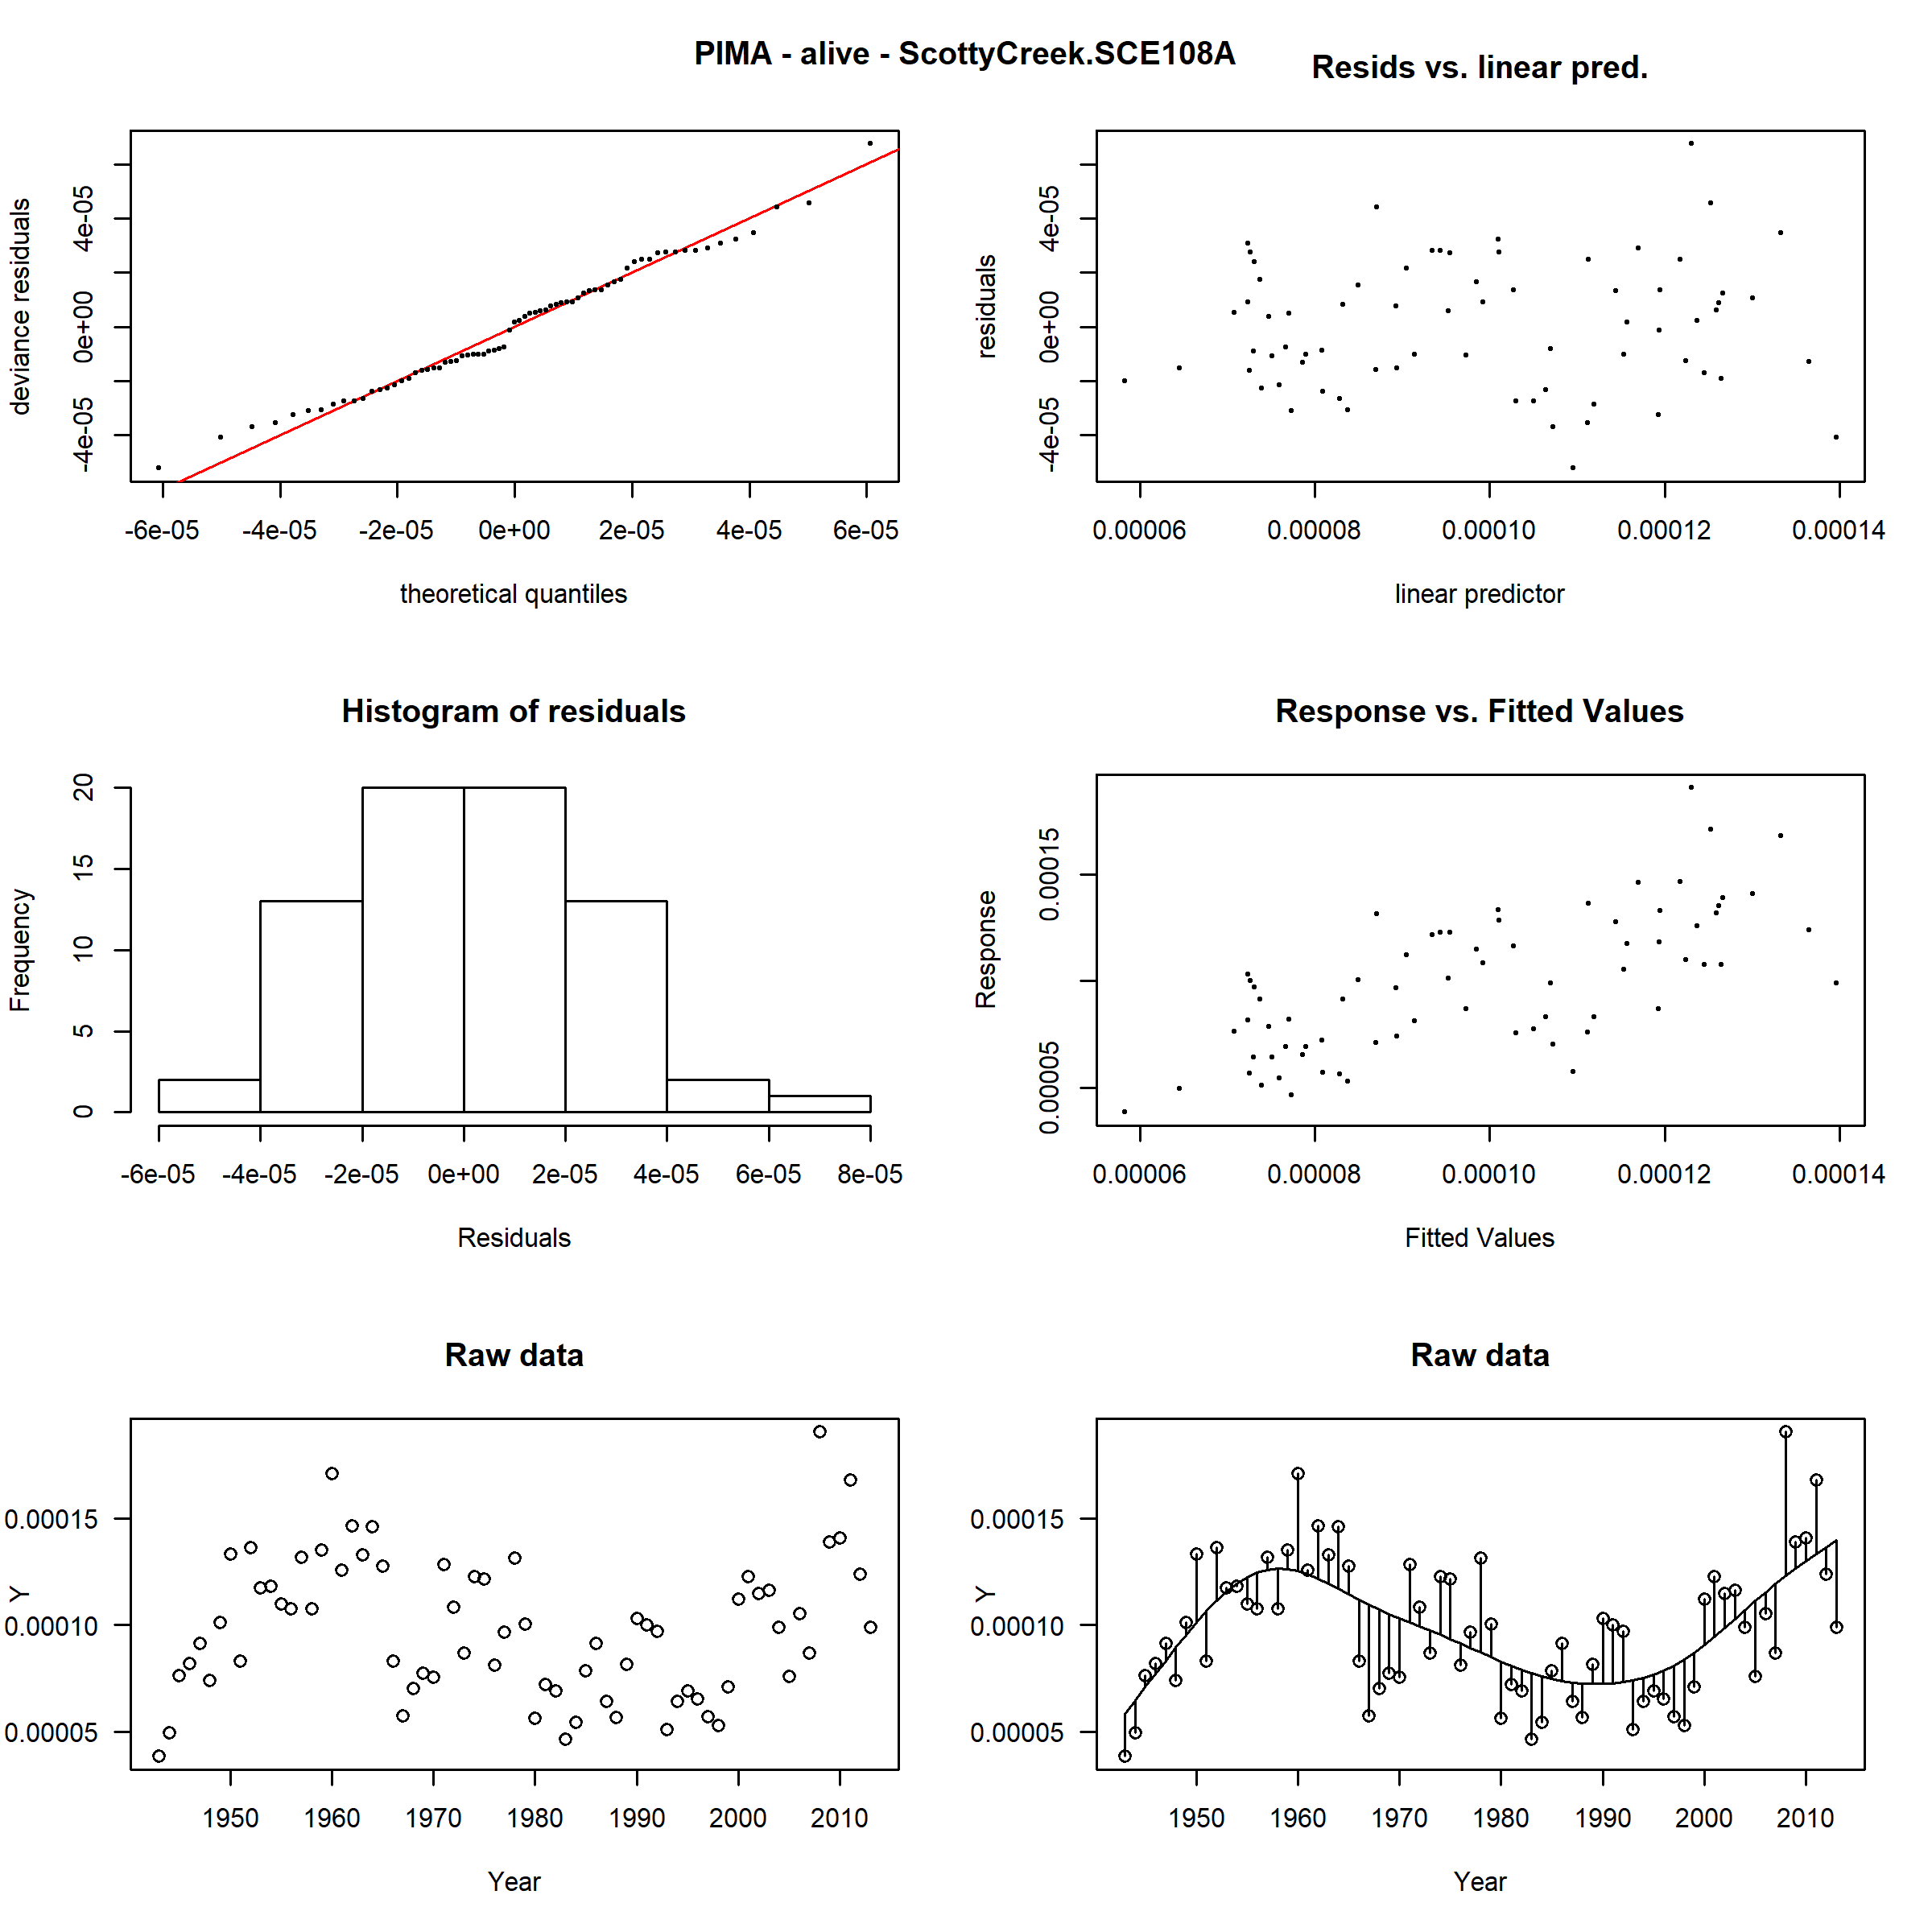 PIMA - alive - ScottyCreek.SCE108A
Resids vs. linear pred.
deviance residuals
-4e-05 0e+00 4e-05
-6e-05 -4e-05 -2e-05 0e+00 2e-05 4e-05 6e-05
theoretical quantiles
residuals
-4e-05 0e+00 4e-05
0.00006 0.00008 0.00010 0.00012 0.00014
linear predictor
Histogram of residuals
Frequency
0 5 10 15 20
-6e-05 -4e-05 -2e-05 0e+00 2e-05 4e-05 6e-05 8e-05
Residuals
Response vs. Fitted Values
Response
0.00005 0.00015
0.00006 0.00008 0.00010 0.00012 0.00014
Fitted Values
Raw data
Y
0.00015
0.00010
0.00005
1950 1960 1970 1980 1990 2000 2010
Year
Raw data
Y
0.00015
0.00010
0.00005
1950 1960 1970 1980 1990 2000 2010
Year